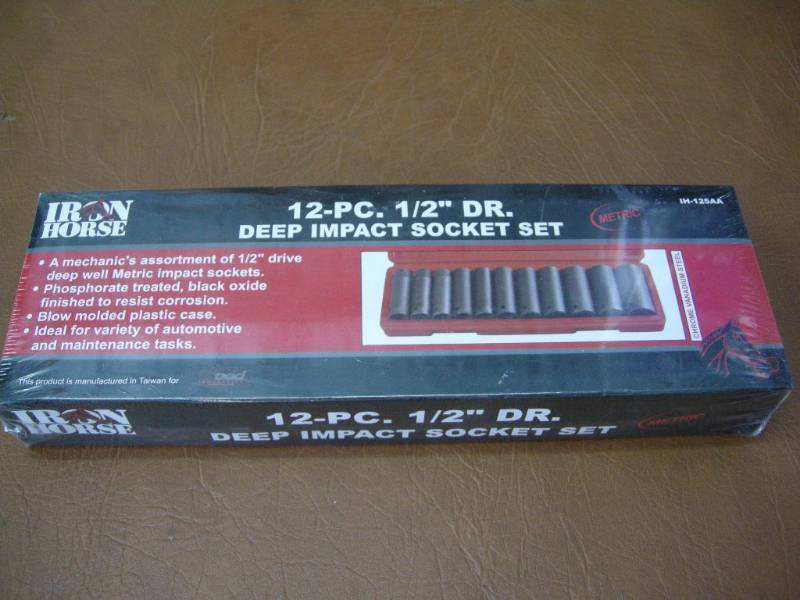 IRON
HORSE
12-PC. 1/2" DR.
DEEP IMPACT SOCKET SET
METRIC
IH-125AA
• A mechanic's assortment of 1/2" drive
deep well Metric impact sockets.
• Phosphorate treated, black oxide
finished to resist corrosion.
• Blow molded plastic case.
• Ideal for variety of automotive
and maintenance tasks.
CHROME VANADIUM STEEL
This product is manufactured in Taiwan for
IRON
HORSE
12-PC. 1/2" DR.
DEEP IMPACT SOCKET SET
METRIC